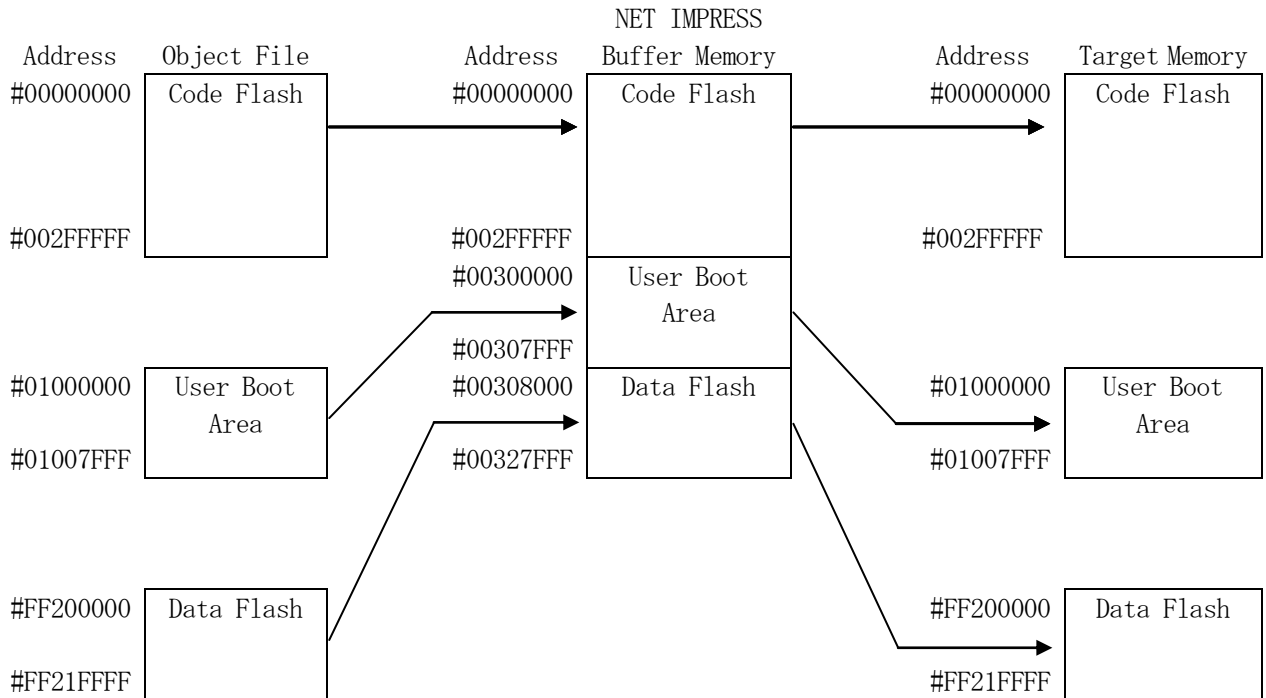 NET IMPRESS
Address Object File Address Buffer Memory Address Target Memory
#00000000 Code Flash #00000000 Code Flash #00000000 Code Flash
#002FFFFF #002FFFFF #002FFFFF
#00300000 User Boot
Area
#00307FFF
#01000000 User Boot #00308000 Data Flash #01000000 User Boot
Area Area
#01007FFF #00327FFF #01007FFF
#FF200000 Data Flash #FF200000 Data Flash
#FF21FFFF #FF21FFFF